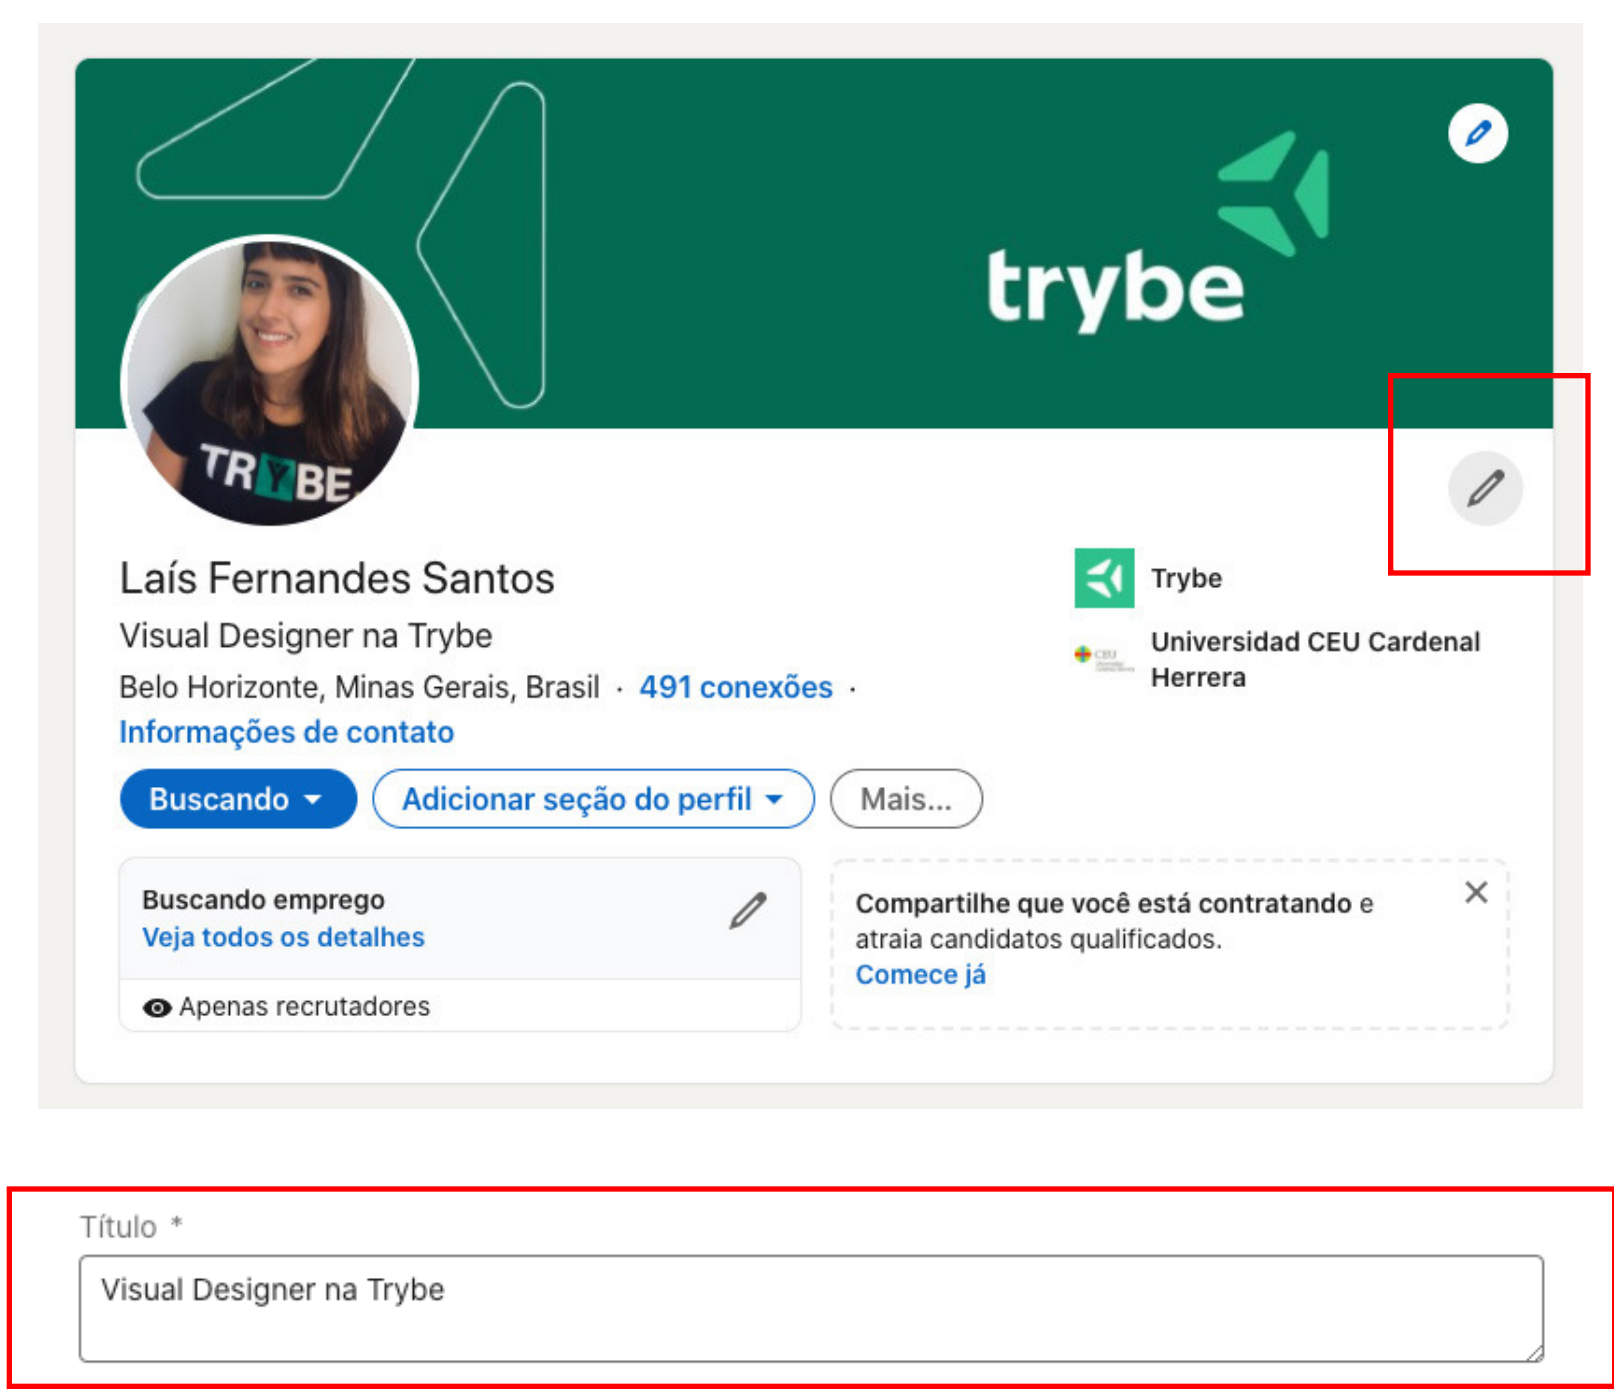 trybe
TRYBE
Laís Fernandes Santos
Visual Designer na Trybe
Belo Horizonte, Minas Gerais, Brasil · 491 conexões ·
Informações de contato
Trybe
CEU
Universidad CEU Cardenal
Herrera
Buscando
Adicionar seção do perfil
Mais...
Buscando emprego
Veja todos os detalhes
Apenas recrutadores
Compartilhe que você está contratando e
atraia candidatos qualificados.
Comece já
Título *
Visual Designer na Trybe